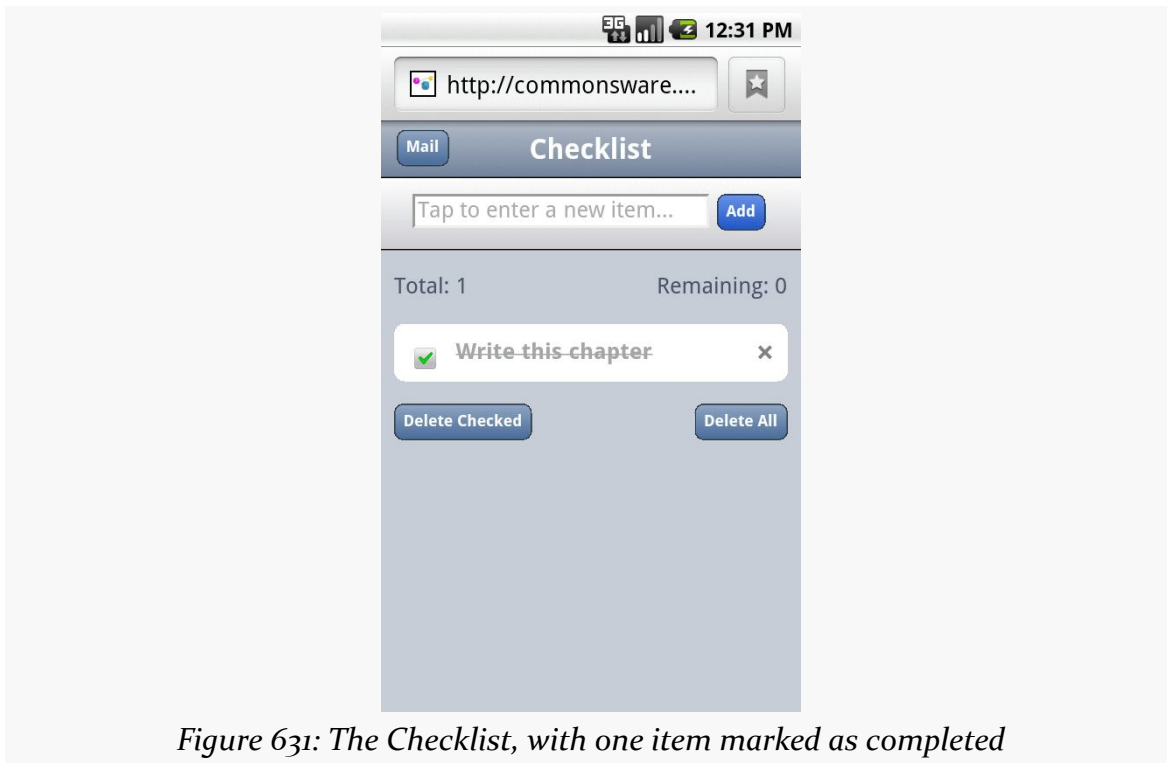 3G 12:31 PM
http://commonsware....
Mail Checklist
Tap to enter a new item... Add
Total: 1 Remaining: 0
Write this chapter ×
Delete Checked Delete All
Figure 631: The Checklist, with one item marked as completed